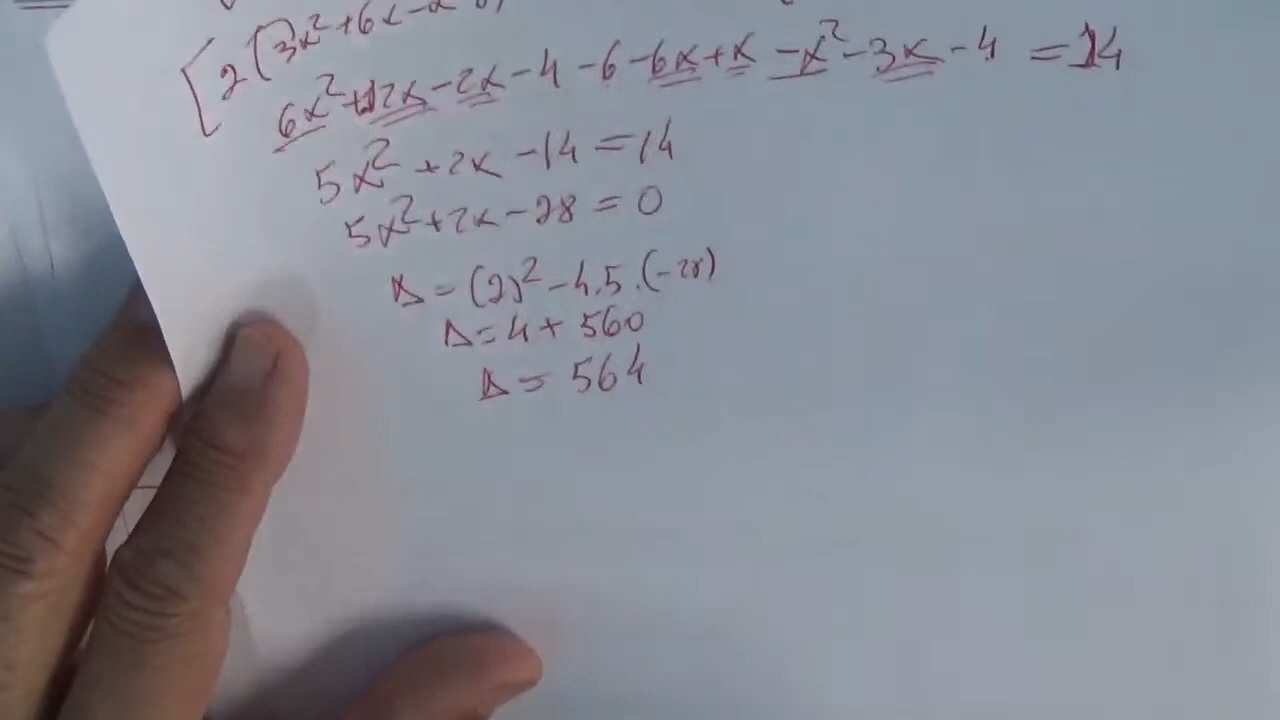 [2(3x²+6x-
6x²+12x-2x-4-6-6x+x-x²-3x-4=14
5x²+2x-14=14
5x²+2x-28=0
Δ=(2)²-4.5.(-28)
Δ=4+560
Δ=564